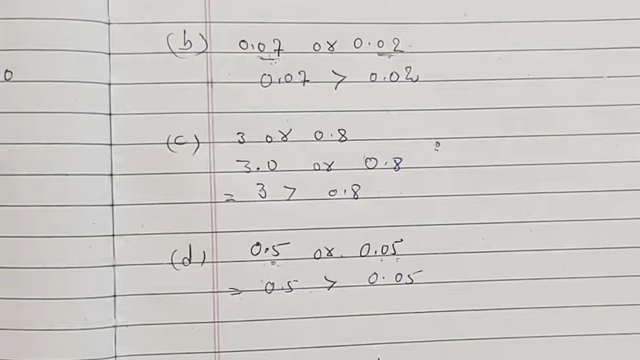 (b) 0.07 or 0.02
0.07 > 0.02
0
(c) 3 or 0.8
3.0 or 0.8
= 3 > 0.8
(d) 0.5 or 0.05
= 0.5 > 0.05